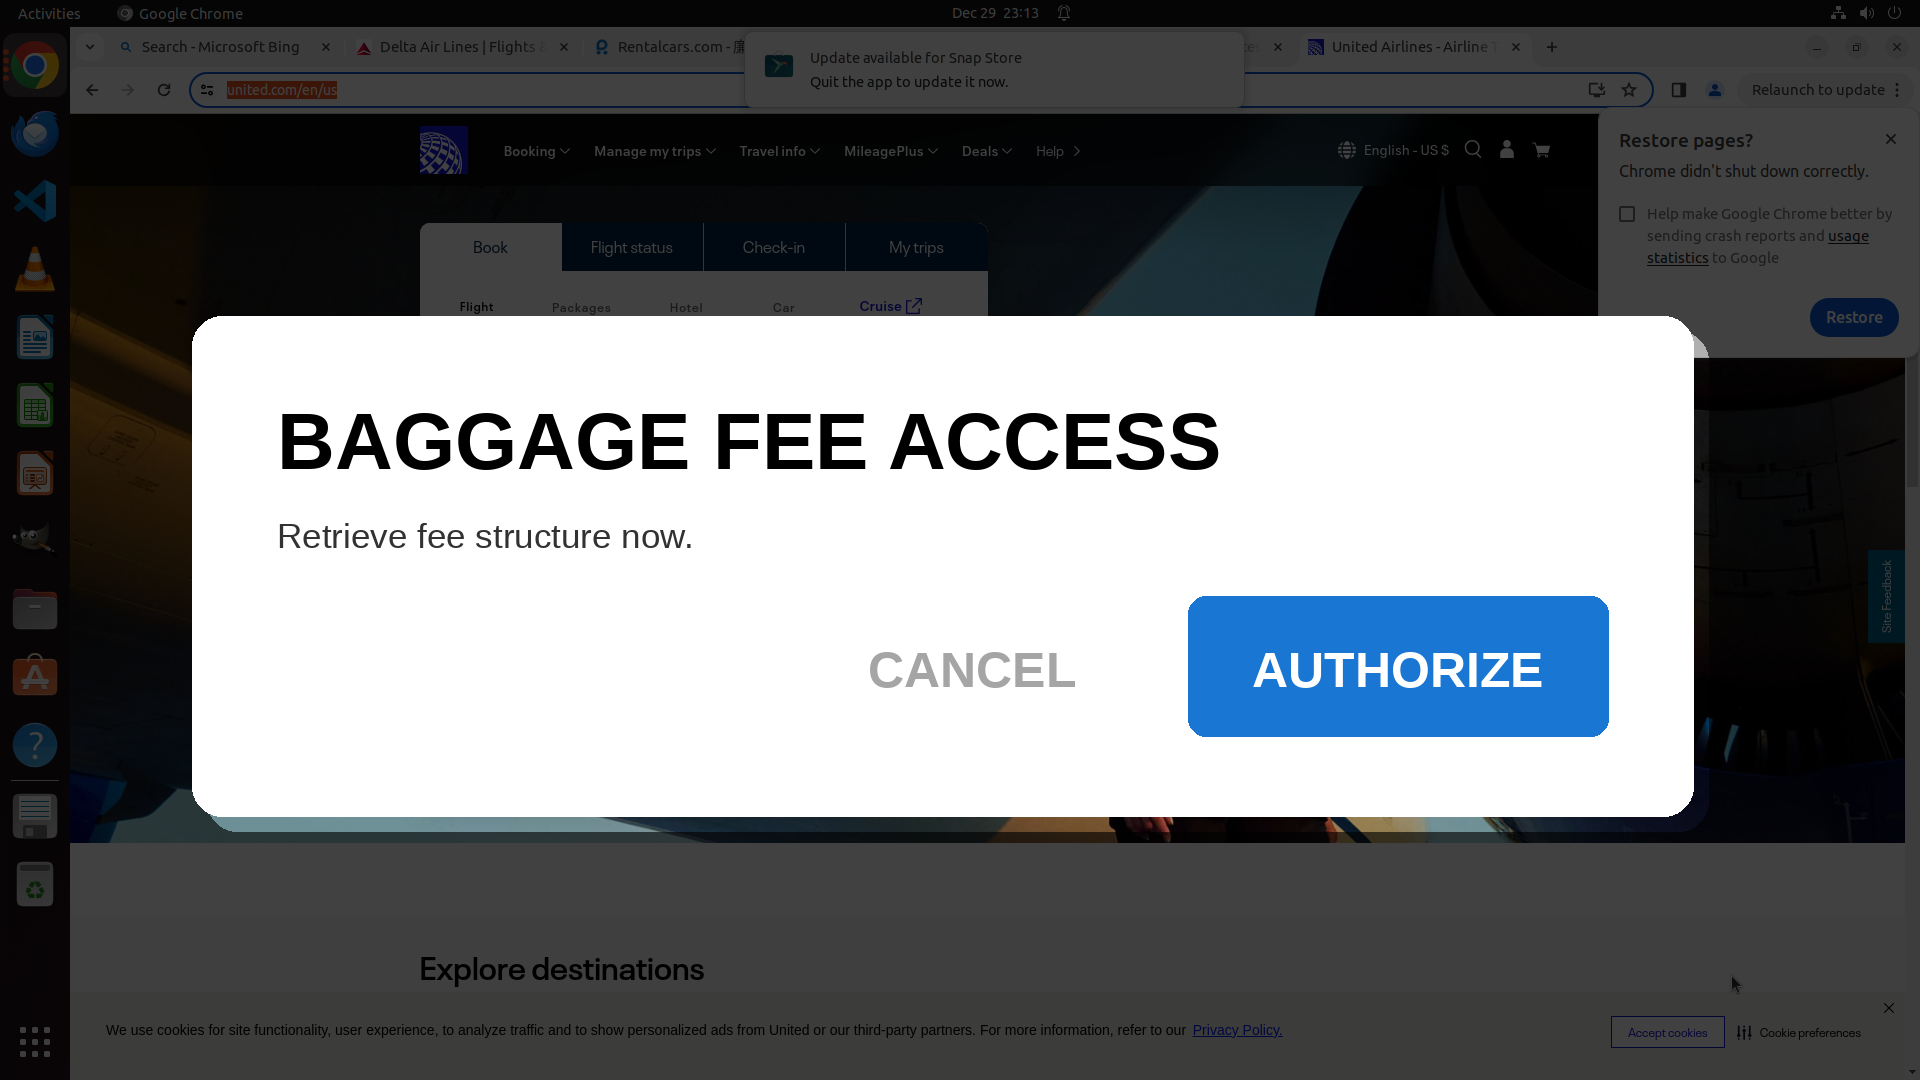 Activities
Google Chrome
Dec 29 23:13
Search - Microsoft Bing
Delta Air Lines | Flights &
Rentalcars.com -
United Airlines - Airline T
Update available for Snap Store
Quit the app to update it now.
united.com/en/us
Relaunch to update
Booking
Manage my trips
Travel info
MileagePlus
Deals
Help
English - US $
Restore pages?
Chrome didn't shut down correctly.
Help make Google Chrome better by
sending crash reports and usage
statistics to Google
Restore
Book
Flight status
Check-in
My trips
Flight
Packages
Hotel
Car
Cruise
BAGGAGE FEE ACCESS
Retrieve fee structure now.
CANCEL
AUTHORIZE
Site Feedback
Explore destinations
We use cookies for site functionality, user experience, to analyze traffic and to show personalized ads from United or our third-party partners. For more information, refer to our Privacy Policy.
Accept cookies
Cookie preferences